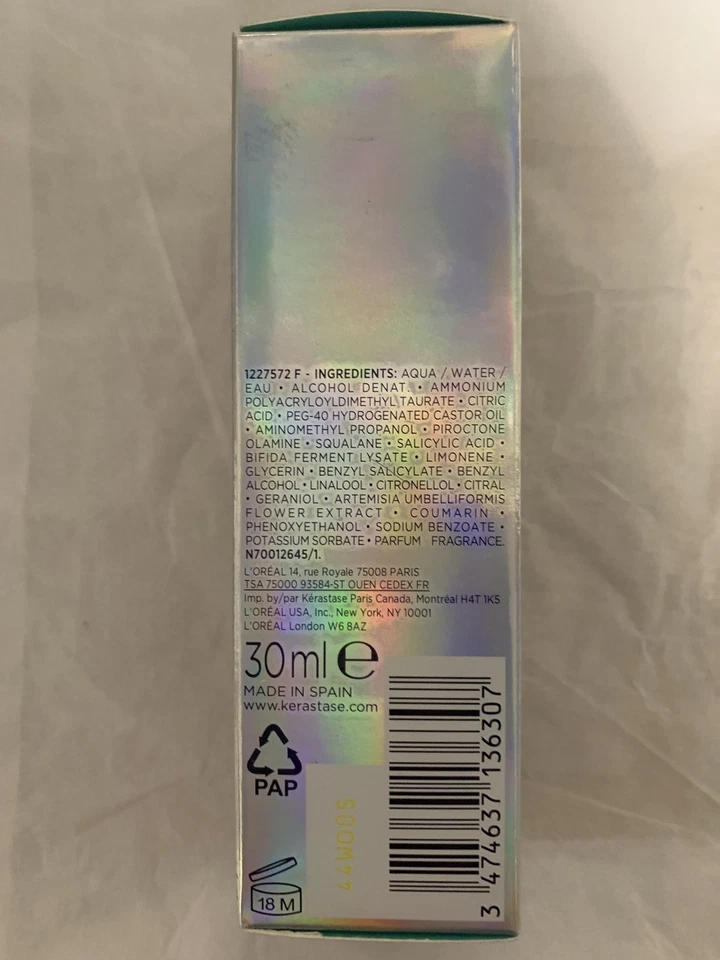 1227572 F - INGREDIENTS: AQUA / WATER /
EAU • ALCOHOL DENAT. • AMMONIUM
POLYACRYLOYLDIMETHYL TAURATE • CITRIC
ACID • PEG-40 HYDROGENATED CASTOR OIL
• AMINOMETHYL PROPANOL • PIROCTONE
OLAMINE • SQUALANE • SALICYLIC ACID •
BIFIDA FERMENT LYSATE • LIMONENE •
GLYCERIN • BENZYL SALICYLATE • BENZYL
ALCOHOL • LINALOOL • CITRONELLOL • CITRAL
• GERANIOL • ARTEMISIA UMBELLIFORMIS
FLOWER EXTRACT • COUMARIN •
PHENOXYETHANOL • SODIUM BENZOATE •
POTASSIUM SORBATE • PARFUM FRAGRANCE.
N70012645/1.
L'ORÉAL 14, rue Royale 75008 PARIS
TSA 75000 93584-ST OUEN CEDEX FR
Imp. by/par Kérastase Paris Canada, Montréal H4T 1K5
L'ORÉAL USA, Inc., New York, NY 10001
L'ORÉAL London W6 8AZ
30 ml e
MADE IN SPAIN
www.kerastase.com
PAP
44W00S
18 M
3 474637 136307